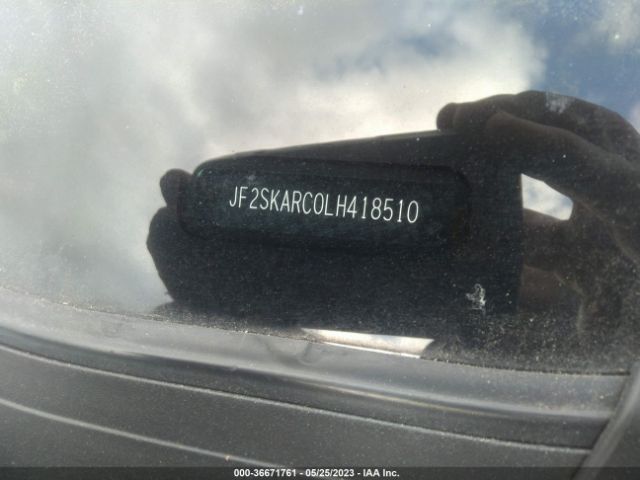 JF2SKARC0LH418510
000-36671761 - 05/25/2023 - IAA Inc.